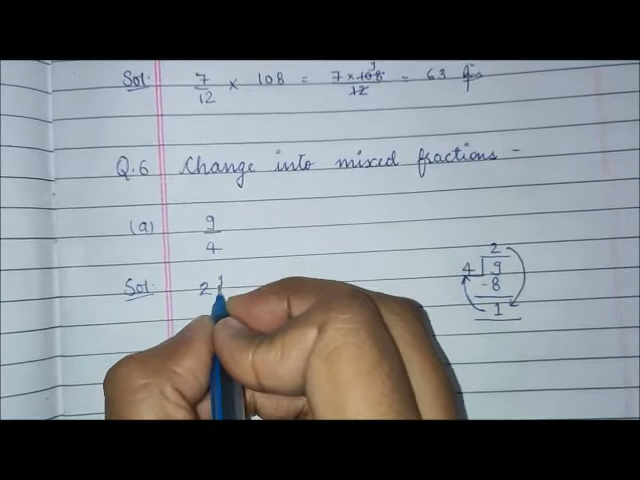 Sol. 7/12 × 108 = 7 × 108/12 9 = 63
Q.6 Change into mixed fractions -
(a) 9/4
Sol. 2 1
2
4 9
-8
1